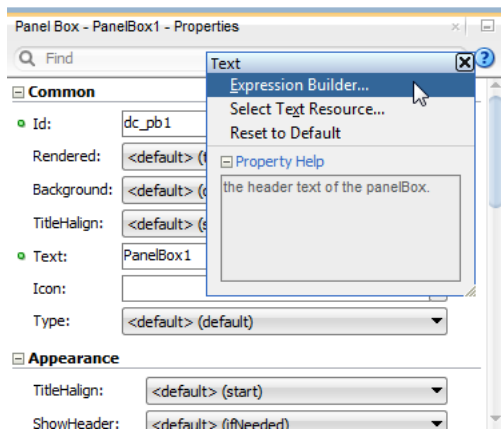 Panel Box - PanelBox1 - Properties
Find
Text
Expression Builder...
Select Text Resource...
Reset to Default
Property Help
the header text of the panelBox.
Common
Id: dc_pb1
Rendered: <default> (
Background: <default> (
TitleHalign: <default> (
Text: PanelBox1
Icon:
Type: <default> (default)
Appearance
TitleHalign: <default> (start)
ShowHeader: <default> (ifNeeded)